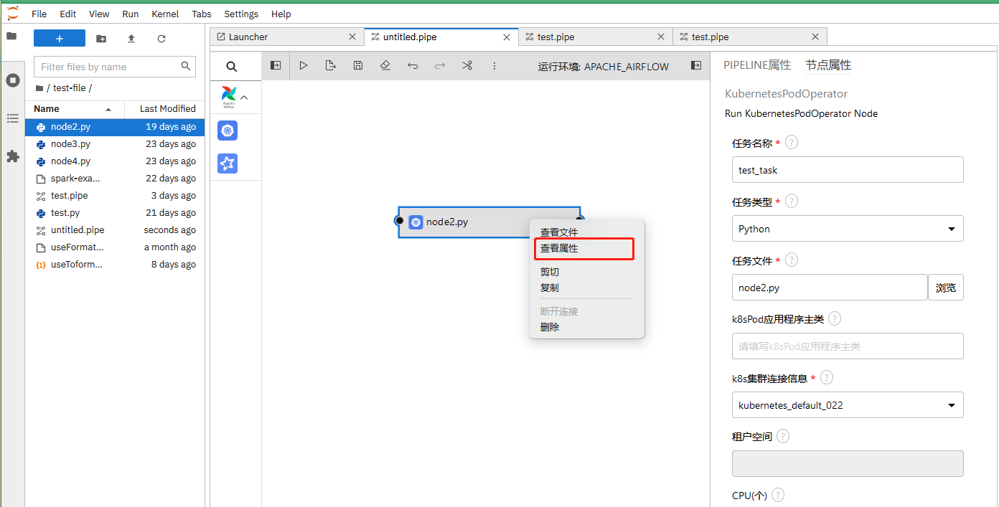 File Edit View Run Kernel Tabs Settings Help
Filter files by name
/ test-file /
Name Last Modified
node2.py 19 days ago
node3.py 23 days ago
node4.py 23 days ago
spark-exa... 22 days ago
test.pipe 3 days ago
test.py 21 days ago
untitled.pipe seconds ago
useFormat... a month ago
useToform... 8 days ago
Launcher
untitled.pipe
test.pipe
test.pipe
运行环境: APACHE_AIRFLOW
Apache
Airflow
node2.py
查看文件
查看属性
剪切
复制
断开连接
删除
PIPELINE属性 节点属性
KubernetesPodOperator
Run KubernetesPodOperator Node
任务名称 * ?
test_task
任务类型 * ?
Python
任务文件 * ?
node2.py 浏览
k8sPod应用程序主类 ?
请填写k8sPod应用程序主类
k8s集群连接信息 * ?
kubernetes_default_022
租户空间 ?
CPU(个) ?